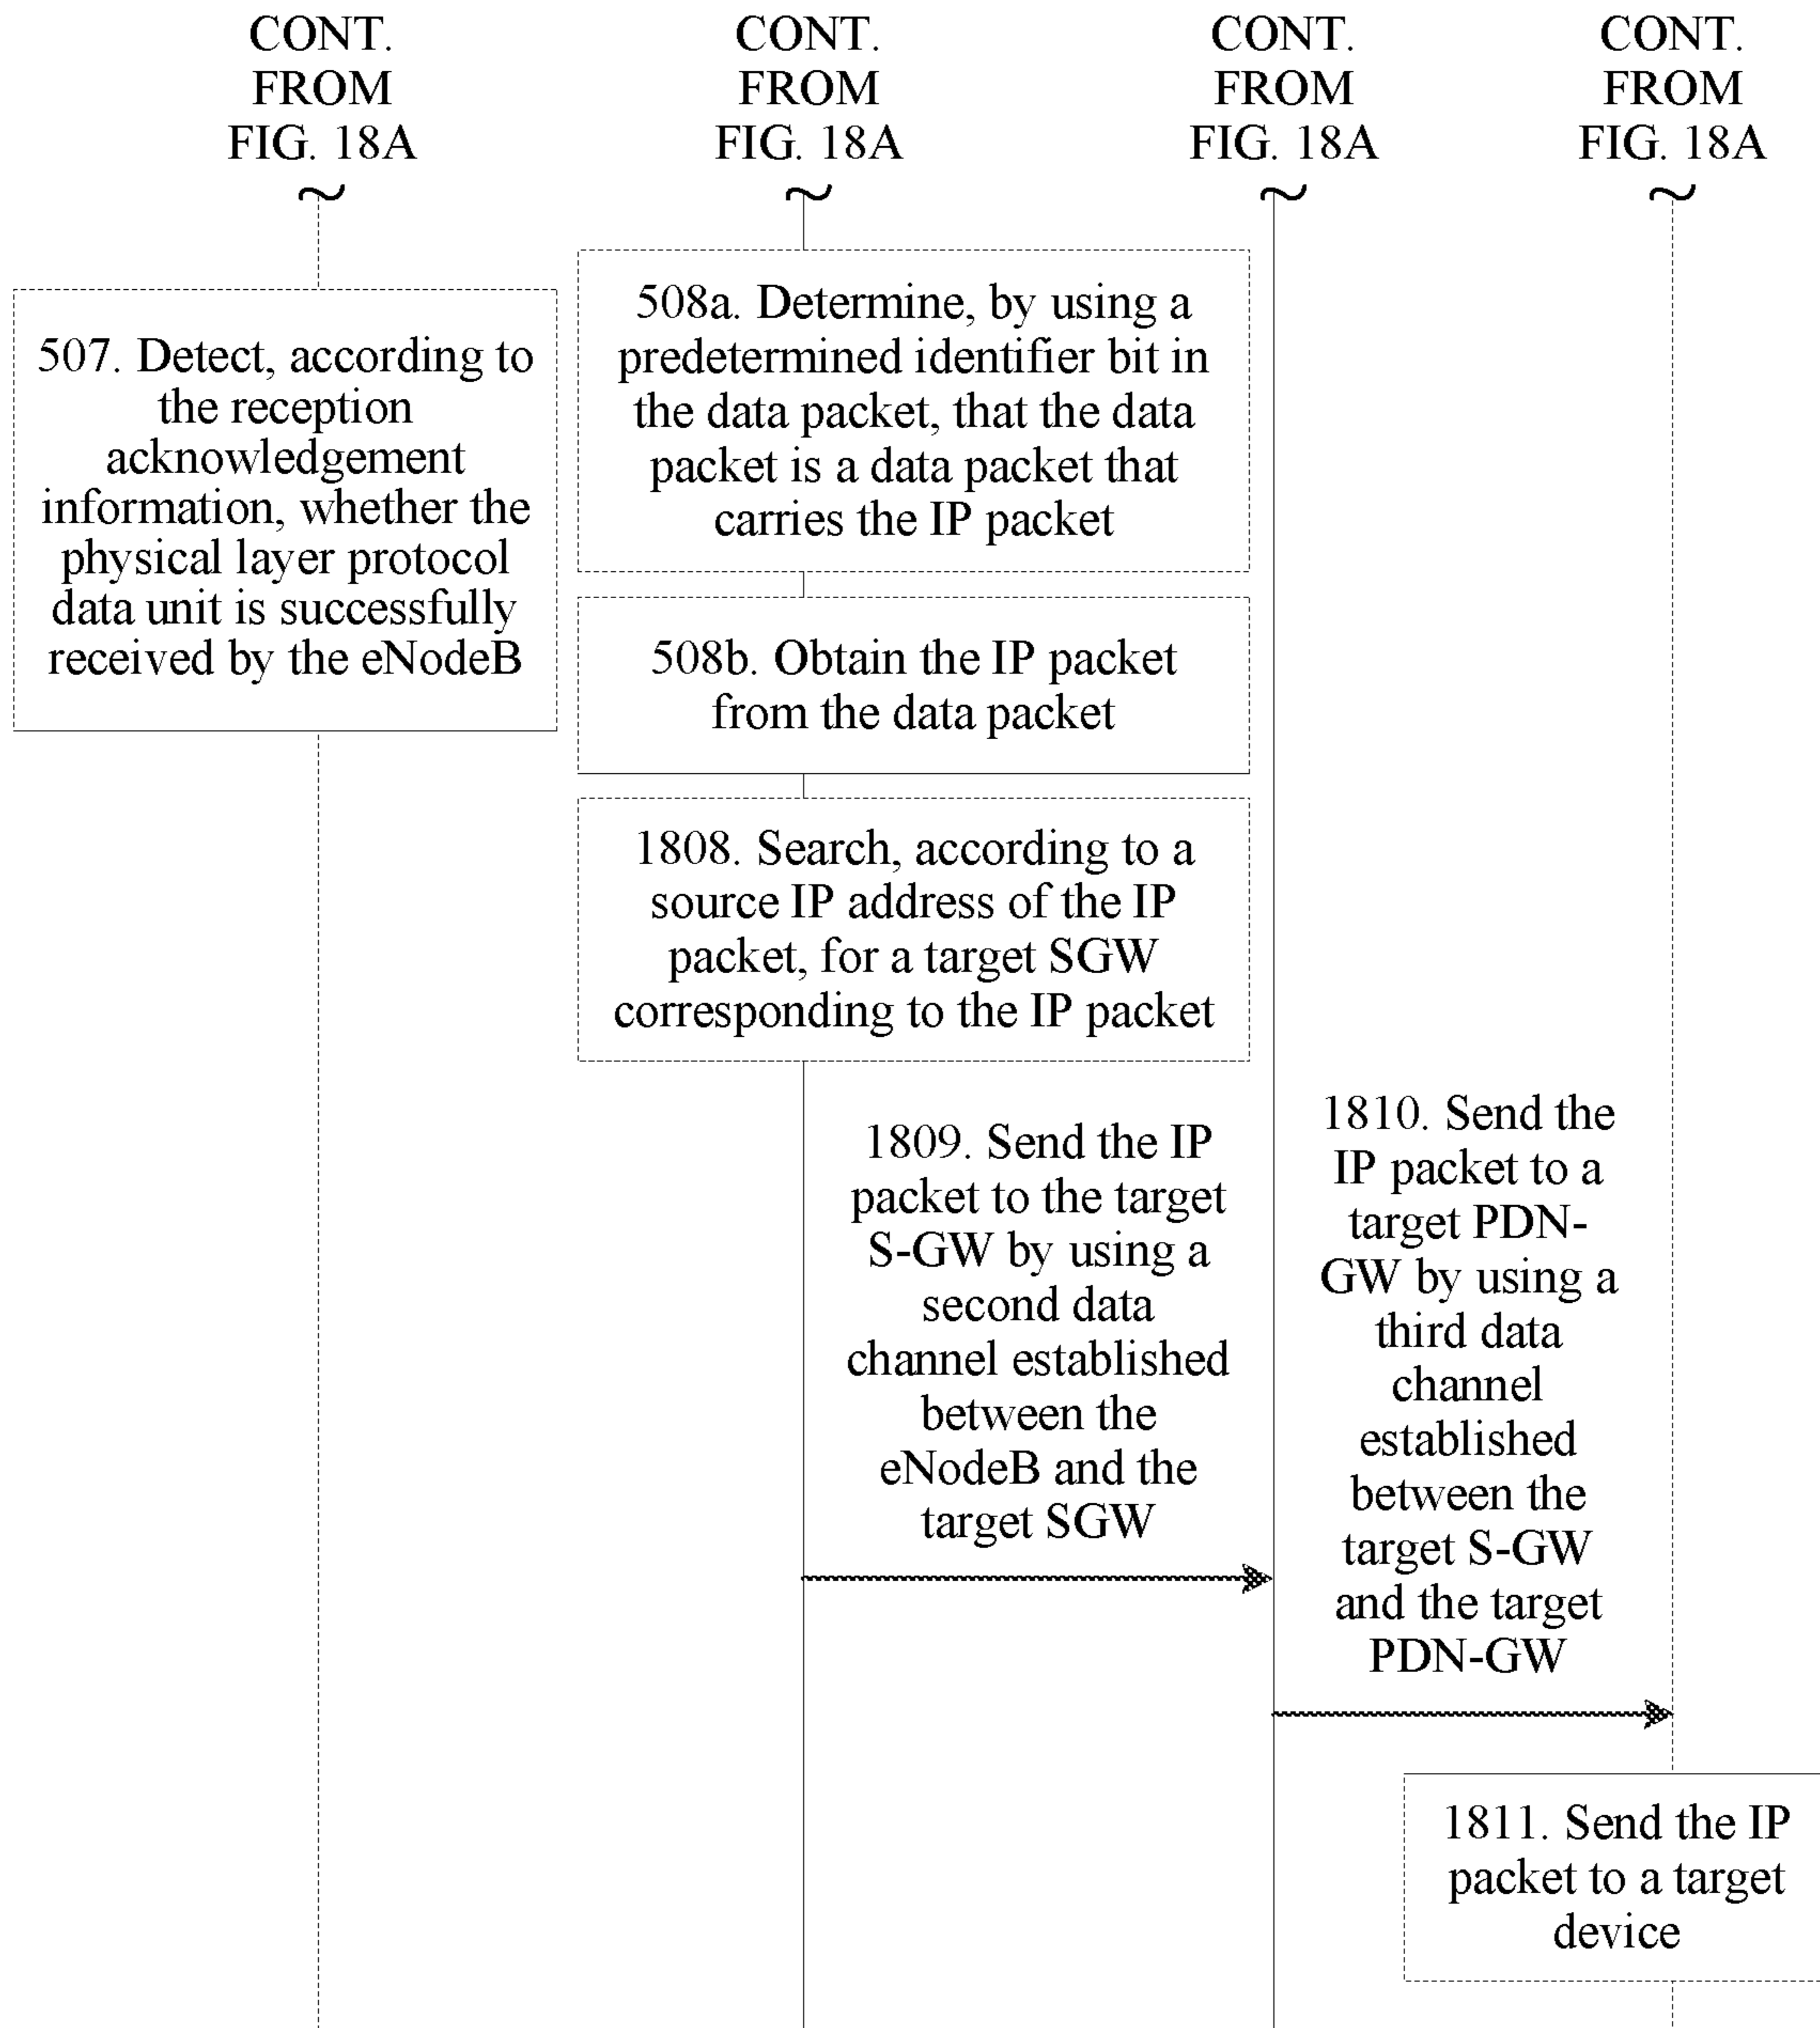 CONT.
FROM
FIG. 18A
CONT.
FROM
FIG. 18A
CONT.
FROM
FIG. 18A
CONT.
FROM
FIG. 18A
507. Detect, according to
the reception
acknowledgement
information, whether the
physical layer protocol
data unit is successfully
received by the eNodeB
508a. Determine, by using a
predetermined identifier bit in
the data packet, that the data
packet is a data packet that
carries the IP packet
508b. Obtain the IP packet
from the data packet
1808. Search, according to a
source IP address of the IP
packet, for a target SGW
corresponding to the IP packet
1809. Send the IP
packet to the target
S-GW by using a
second data
channel established
between the
eNodeB and the
target SGW
1810. Send the
IP packet to a
target PDN-
GW by using a
third data
channel
established
between the
target S-GW
and the target
PDN-GW
1811. Send the IP
packet to a target
device